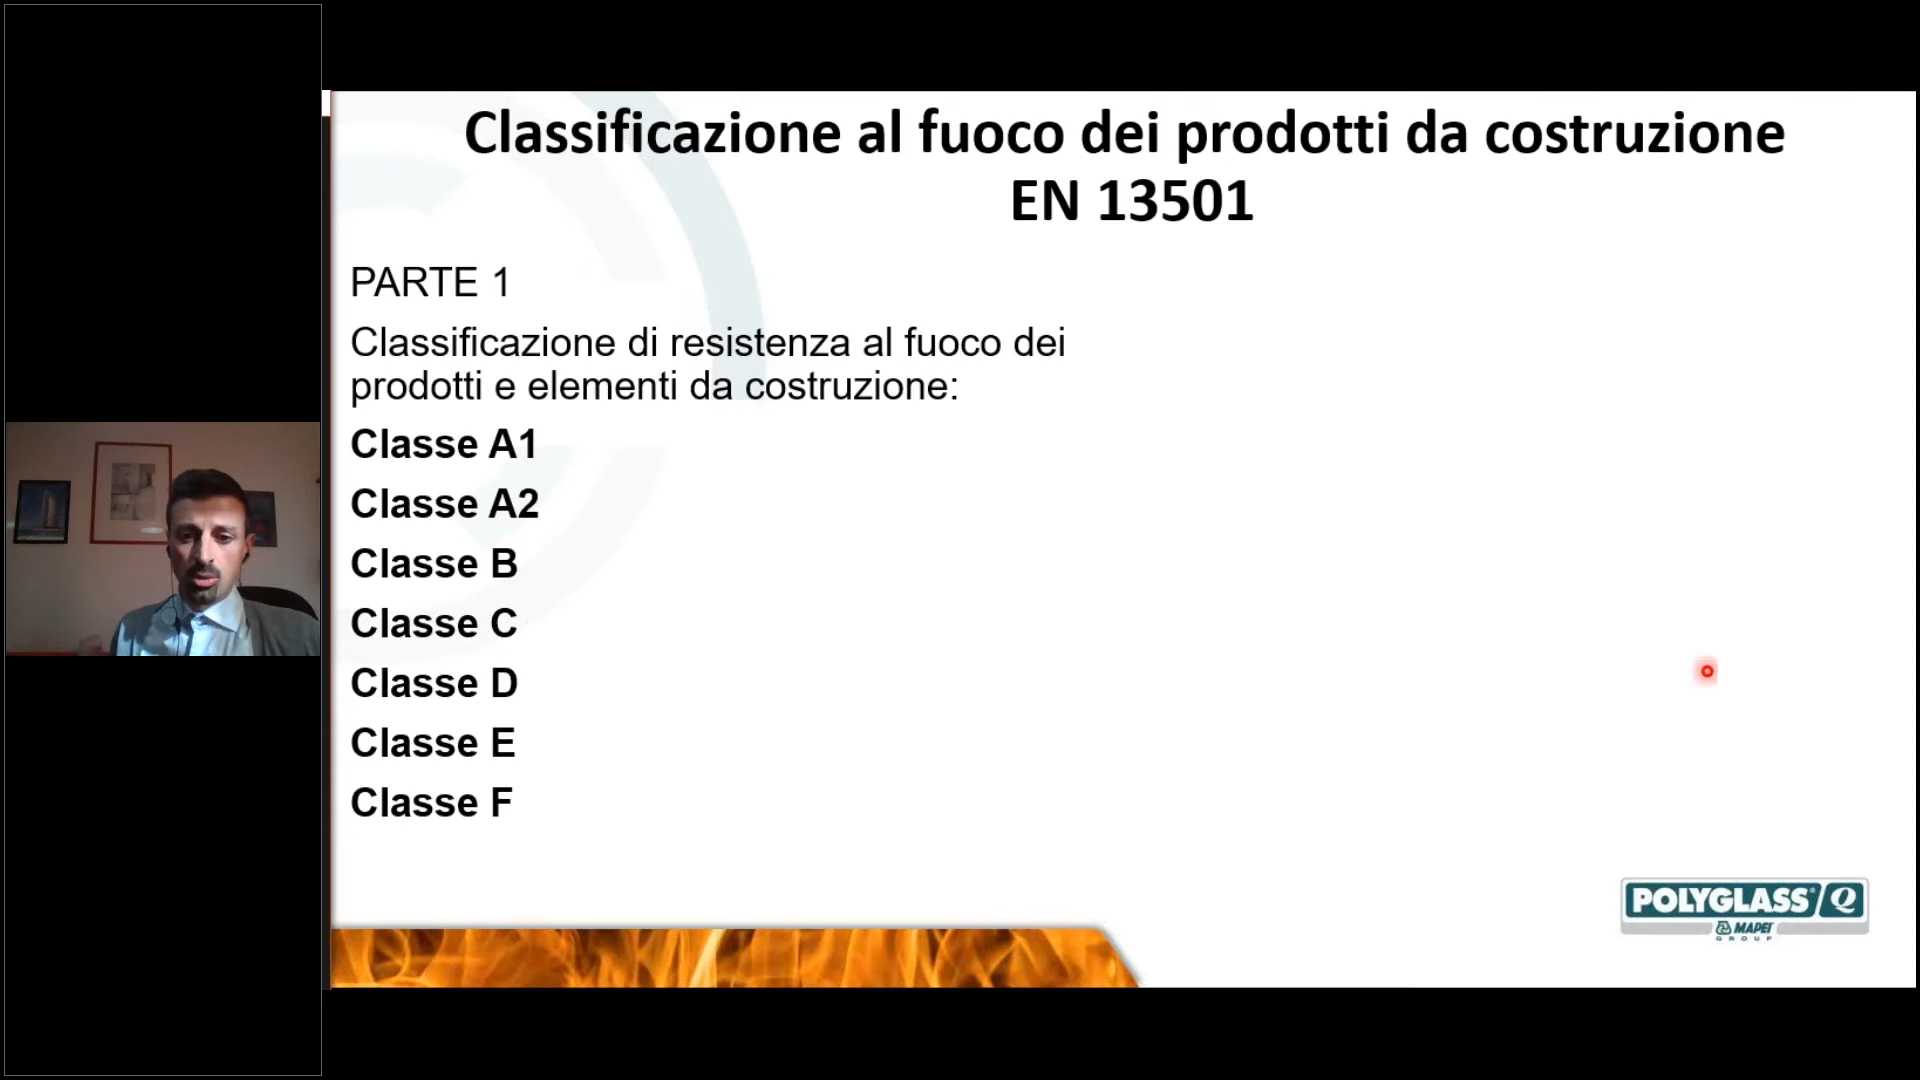 Classificazione al fuoco dei prodotti da costruzione
EN 13501
PARTE 1
Classificazione di resistenza al fuoco dei
prodotti e elementi da costruzione:
Classe A1
Classe A2
Classe B
Classe C
Classe D
Classe E
Classe F
POLYGLASS® Q
MAPEI
GROUP